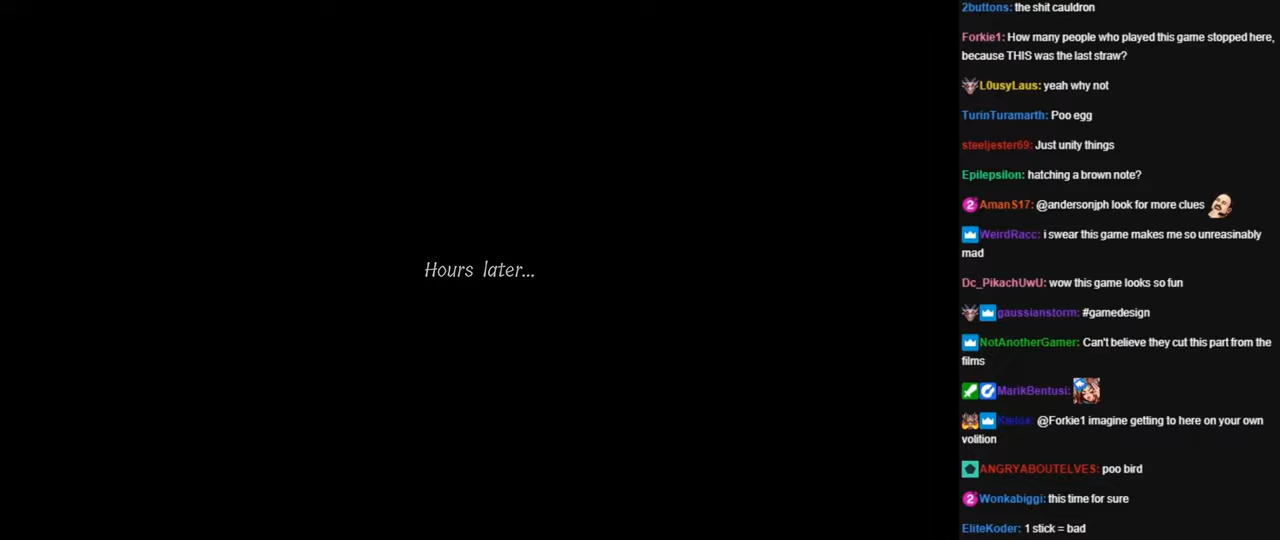 Hours later...
2buttons: the shit cauldron
Forkie1: How many people who played this game stopped here,
because THIS was the last straw?
L0usyLaus: yeah why not
TurinTuramarth: Poo egg
steeljester69: Just unity things
Epilepsilon: hatching a brown note?
2 AmanS17: @andersonjph look for more clues
WeirdRacc: i swear this game makes me so unreasinably
mad
Dc_PikachUwU: wow this game looks so fun
gaussianstorm: #gamedesign
NotAnotherGamer: Can't believe they cut this part from the
films
MarikBentusi:
@Forkie1 imagine getting to here on your own
volition
ANGRYABOUTELVES: poo bird
2 Wonkabiggi: this time for sure
EliteKoder: 1 stick = bad